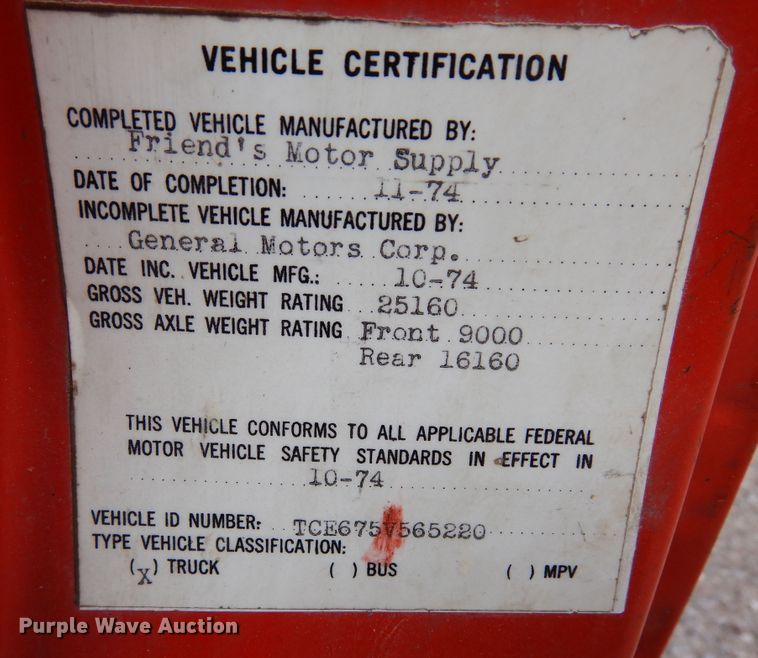 VEHICLE CERTIFICATION
COMPLETED VEHICLE MANUFACTURED BY:
Friend's Motor Supply
DATE OF COMPLETION: 11-74
INCOMPLETE VEHICLE MANUFACTURED BY:
General Motors Corp.
DATE INC. VEHICLE MFG.: 10-74
GROSS VEH. WEIGHT RATING 25160
GROSS AXLE WEIGHT RATING Front 9000
Rear 16160
THIS VEHICLE CONFORMS TO ALL APPLICABLE FEDERAL
MOTOR VEHICLE SAFETY STANDARDS IN EFFECT IN
10-74
VEHICLE ID NUMBER: TCE675V565220
TYPE VEHICLE CLASSIFICATION:
(X) TRUCK ( ) BUS ( ) MPV
Purple Wave Auction